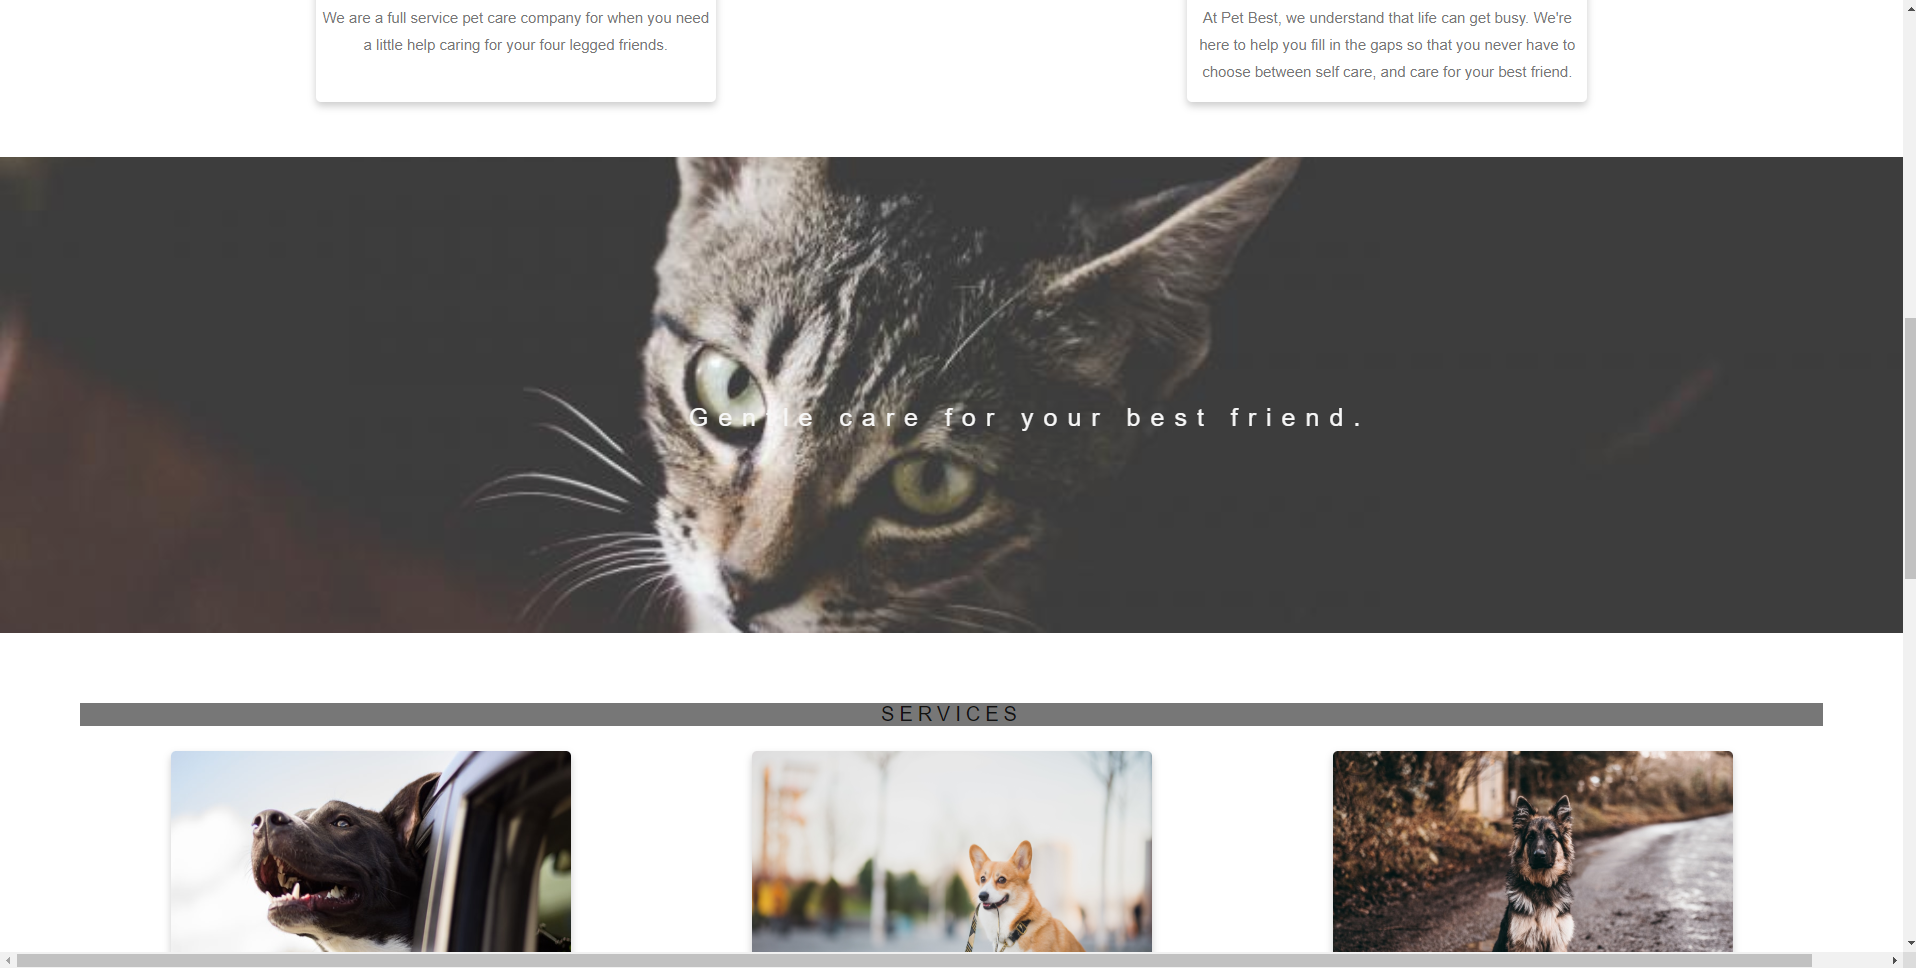 We are a full service pet care company for when you need
a little help caring for your four legged friends.
At Pet Best, we understand that life can get busy. We're
here to help you fill in the gaps so that you never have to
choose between self care, and care for your best friend.
Gentle care for your best friend.
SERVICES